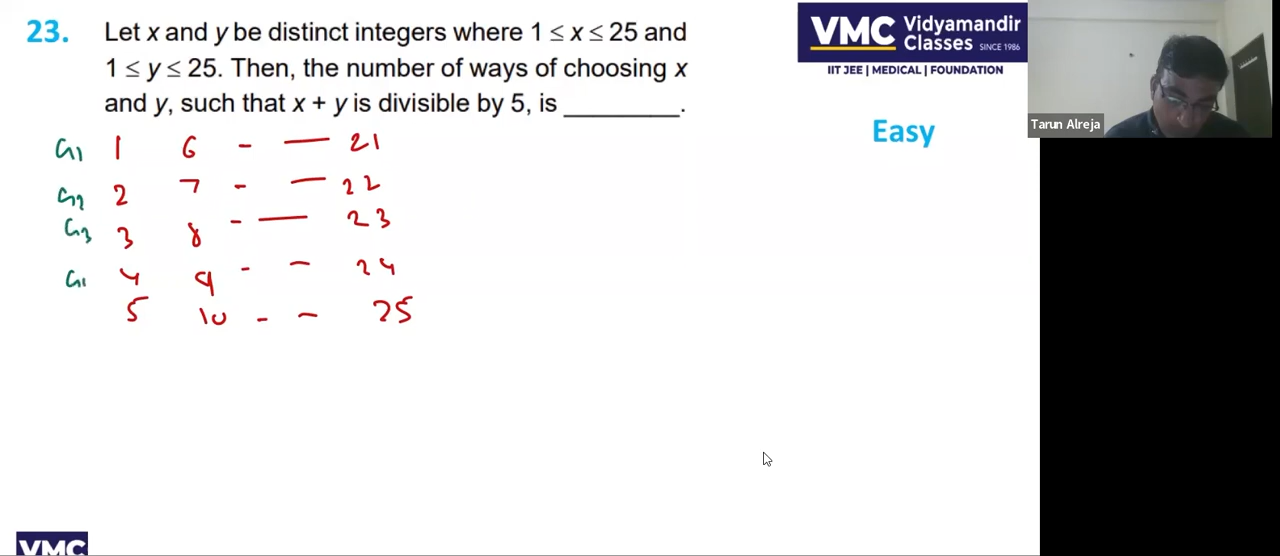 23. Let x and y be distinct integers where 1 ≤ x ≤ 25 and
1 ≤ y ≤ 25. Then, the number of ways of choosing x
and y, such that x + y is divisible by 5, is ________.
VMC Vidyamandir
Classes SINCE 1986
IIT JEE | MEDICAL | FOUNDATION
Easy
Tarun Alreja
G1 1 6 - — 21
G2 2 7 - — 22
G3 3 8 - — 23
G 4 9 - - 24
5 10 - - 25
VMC